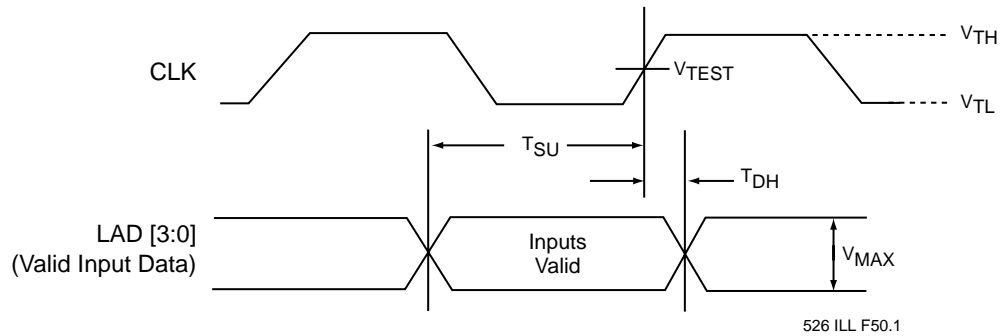 VTH
CLK
VTEST
VTL
TSU
TDH
LAD [3:0]
(Valid Input Data)
Inputs
Valid
VMAX
526 ILL F50.1